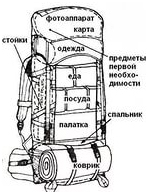 фотоаппарат
карта
стойки
одежда
предметы
первой
необхо-
димости
еда
посуда
спальник
палатка
коврик